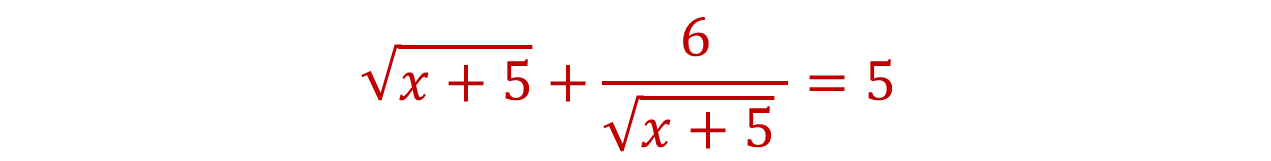 √(x + 5) + 6/√(x + 5) = 5